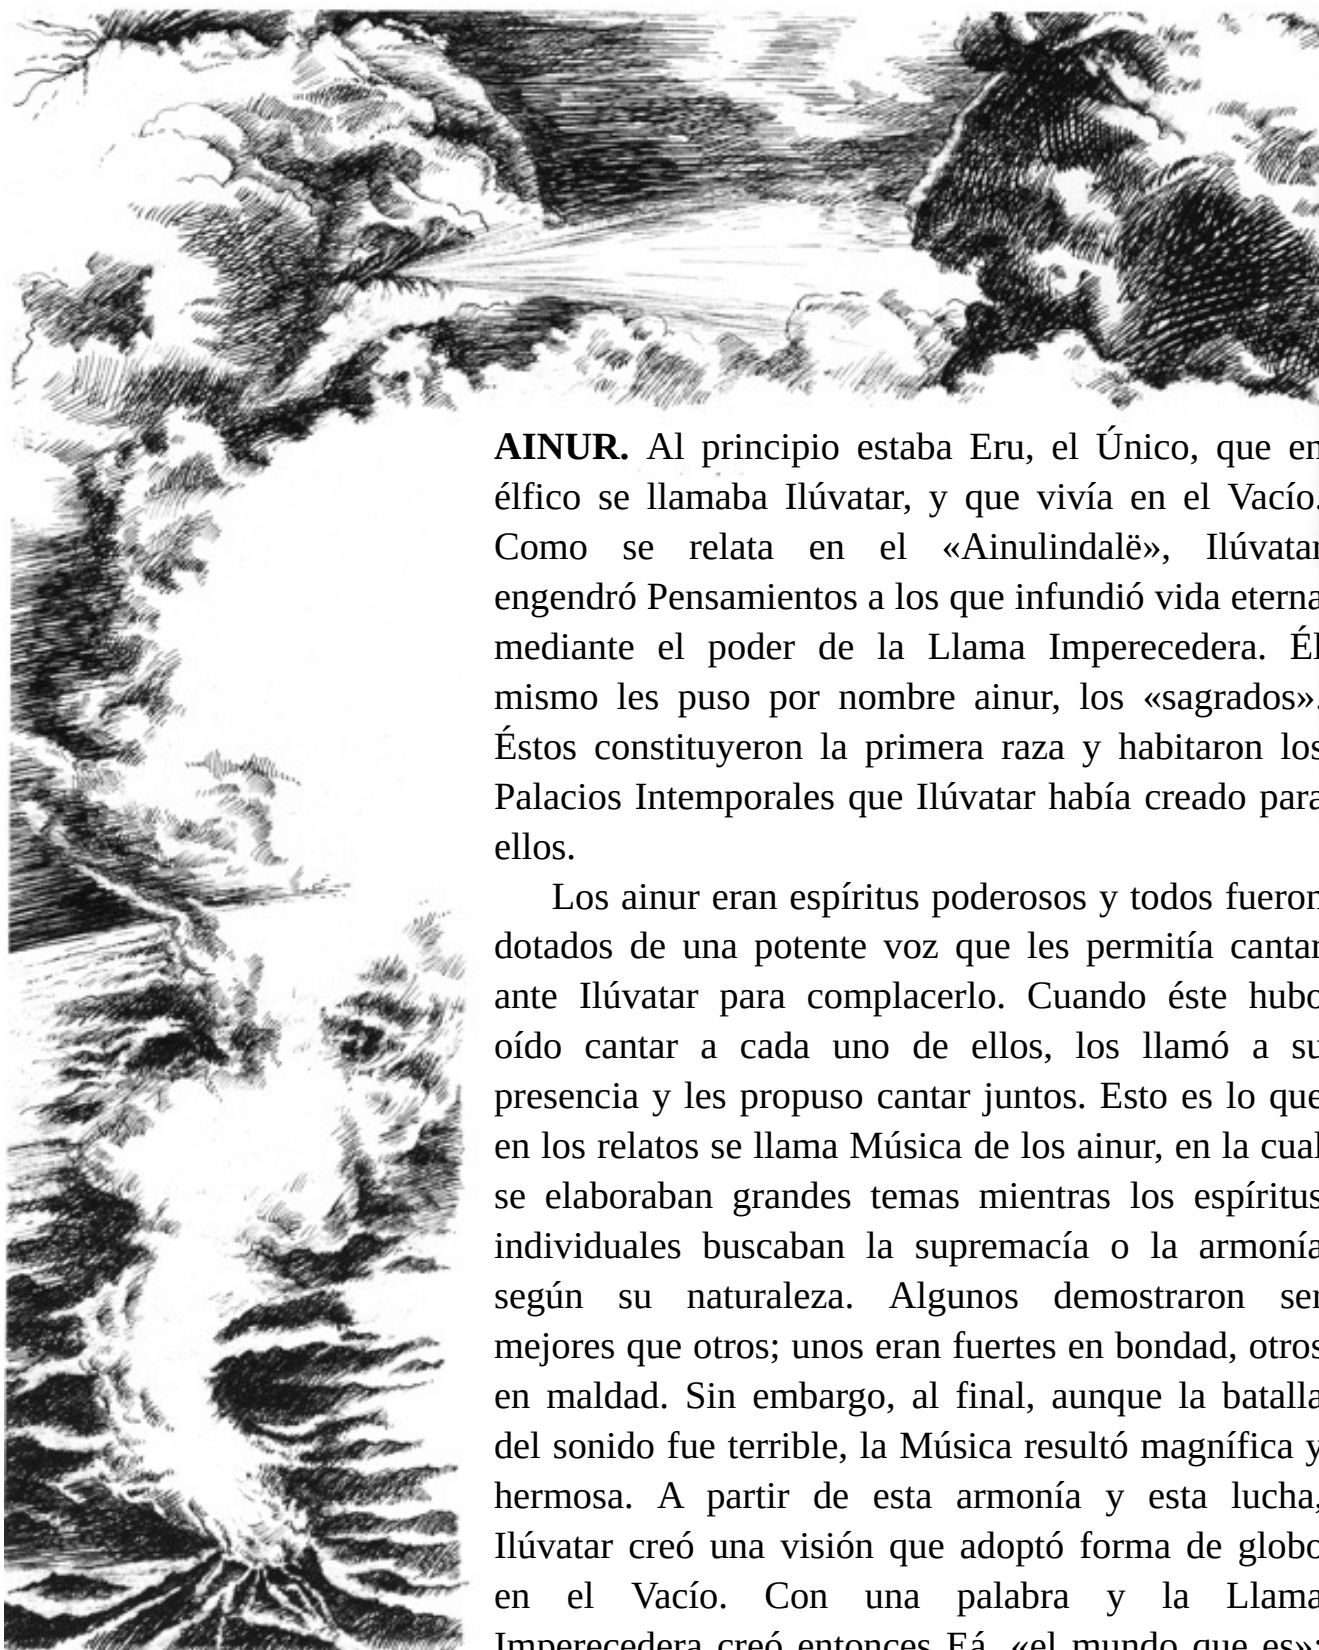 AINUR. Al principio estaba Eru, el Único, que en
élfico se llamaba Ilúvatar, y que vivía en el Vacío.
Como se relata en el «Ainulindalë», Ilúvatar
engendró Pensamientos a los que infundió vida eterna
mediante el poder de la Llama Imperecedera. Él
mismo les puso por nombre ainur, los «sagrados».
Éstos constituyeron la primera raza y habitaron los
Palacios Intemporales que Ilúvatar había creado para
ellos.
Los ainur eran espíritus poderosos y todos fueron
dotados de una potente voz que les permitía cantar
ante Ilúvatar para complacerlo. Cuando éste hubo
oído cantar a cada uno de ellos, los llamó a su
presencia y les propuso cantar juntos. Esto es lo que
en los relatos se llama Música de los ainur, en la cual
se elaboraban grandes temas mientras los espíritus
individuales buscaban la supremacía o la armonía
según su naturaleza. Algunos demostraron ser
mejores que otros; unos eran fuertes en bondad, otros
en maldad. Sin embargo, al final, aunque la batalla
del sonido fue terrible, la Música resultó magnífica y
hermosa. A partir de esta armonía y esta lucha,
Ilúvatar creó una visión que adoptó forma de globo
en el Vacío. Con una palabra y la Llama
Imperecedera creó entonces Eä, «el mundo que es»;